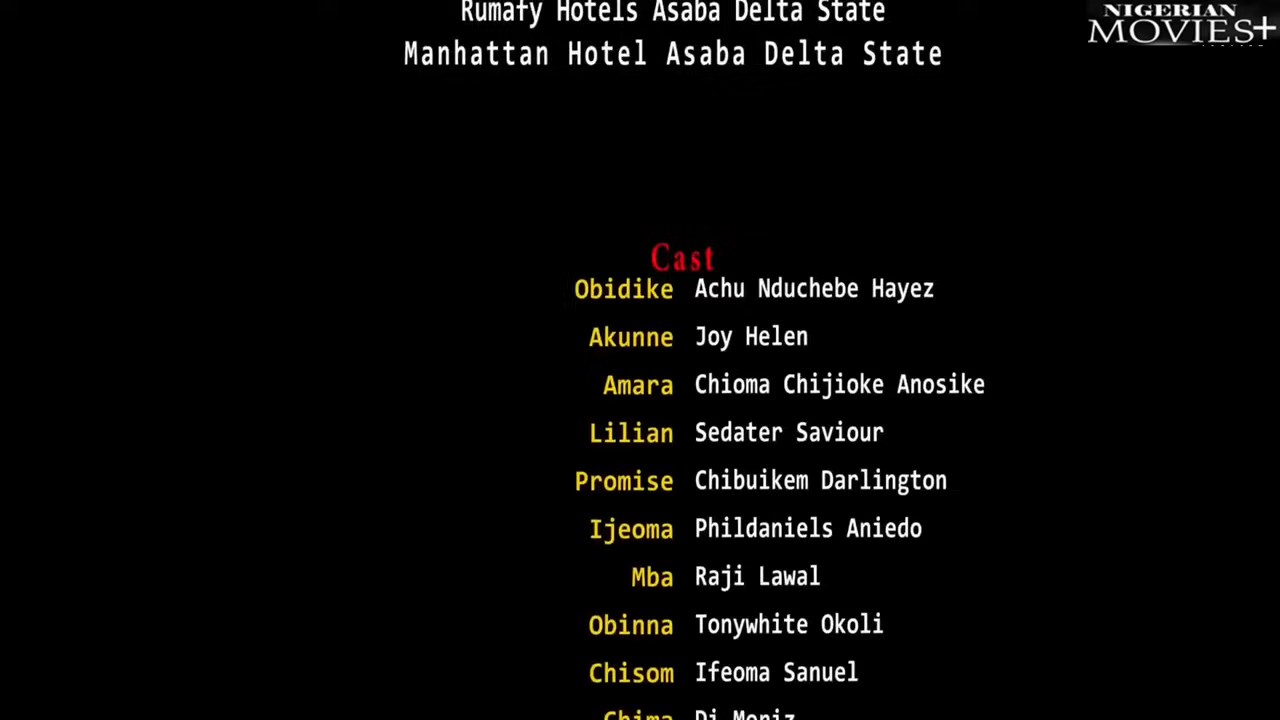 Rumafy Hotels Asaba Delta State
NIGERIAN
MOVIES+
Manhattan Hotel Asaba Delta State
Cast
Obidike Achu Nduchebe Hayez
Akunne Joy Helen
Amara Chioma Chijioke Anosike
Lilian Sedater Saviour
Promise Chibuikem Darlington
Ijeoma Phildaniels Aniedo
Mba Raji Lawal
Obinna Tonywhite Okoli
Chisom Ifeoma Sanuel
Chima